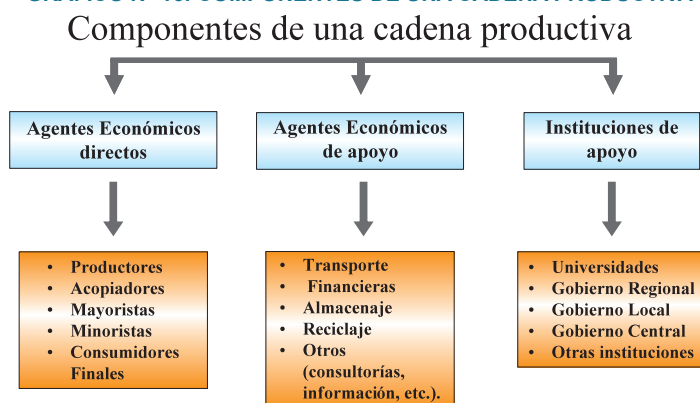 Componentes de una cadena productiva
Agentes Económicos
directos
Agentes Económicos
de apoyo
Instituciones de
apoyo
• Productores
• Acopiadores
• Mayoristas
• Minoristas
• Consumidores
Finales
• Transporte
• Financieras
• Almacenaje
• Reciclaje
• Otros
(consultorías,
información, etc.).
• Universidades
• Gobierno Regional
• Gobierno Local
• Gobierno Central
• Otras instituciones